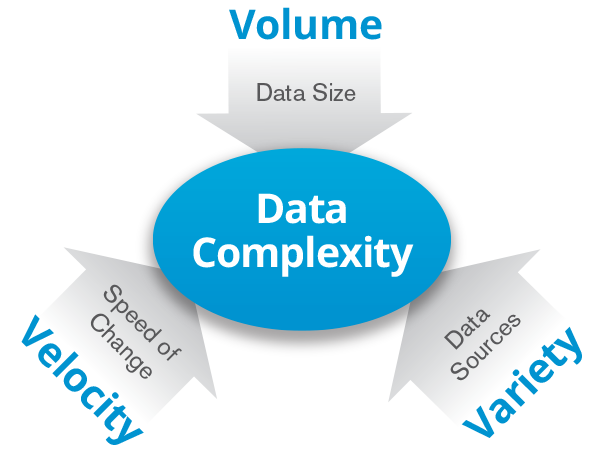 Volume
Data Size
Data
Complexity
Speed of
Change
Velocity
Data
Sources
Variety